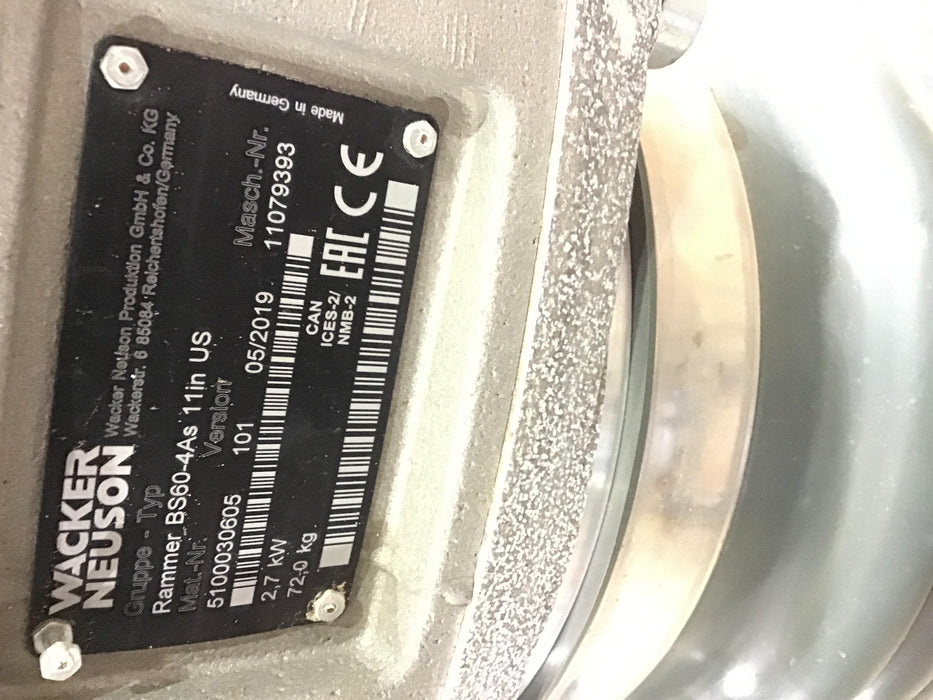 WACKER
NEUSON
Wacker Neuson Produktion GmbH & Co. KG
Wackerstr. 6 85084 Reichertshofen/Germany
Gruppe - Typ
Rammer BS60-4As 11in US
Mat.-Nr. Version Masch.-Nr.
5100030605 101 05/2019 11079393
2,7 kW
72,0 kg
CAN
ICES-2/
NMB-2
EAC CE
Made in Germany